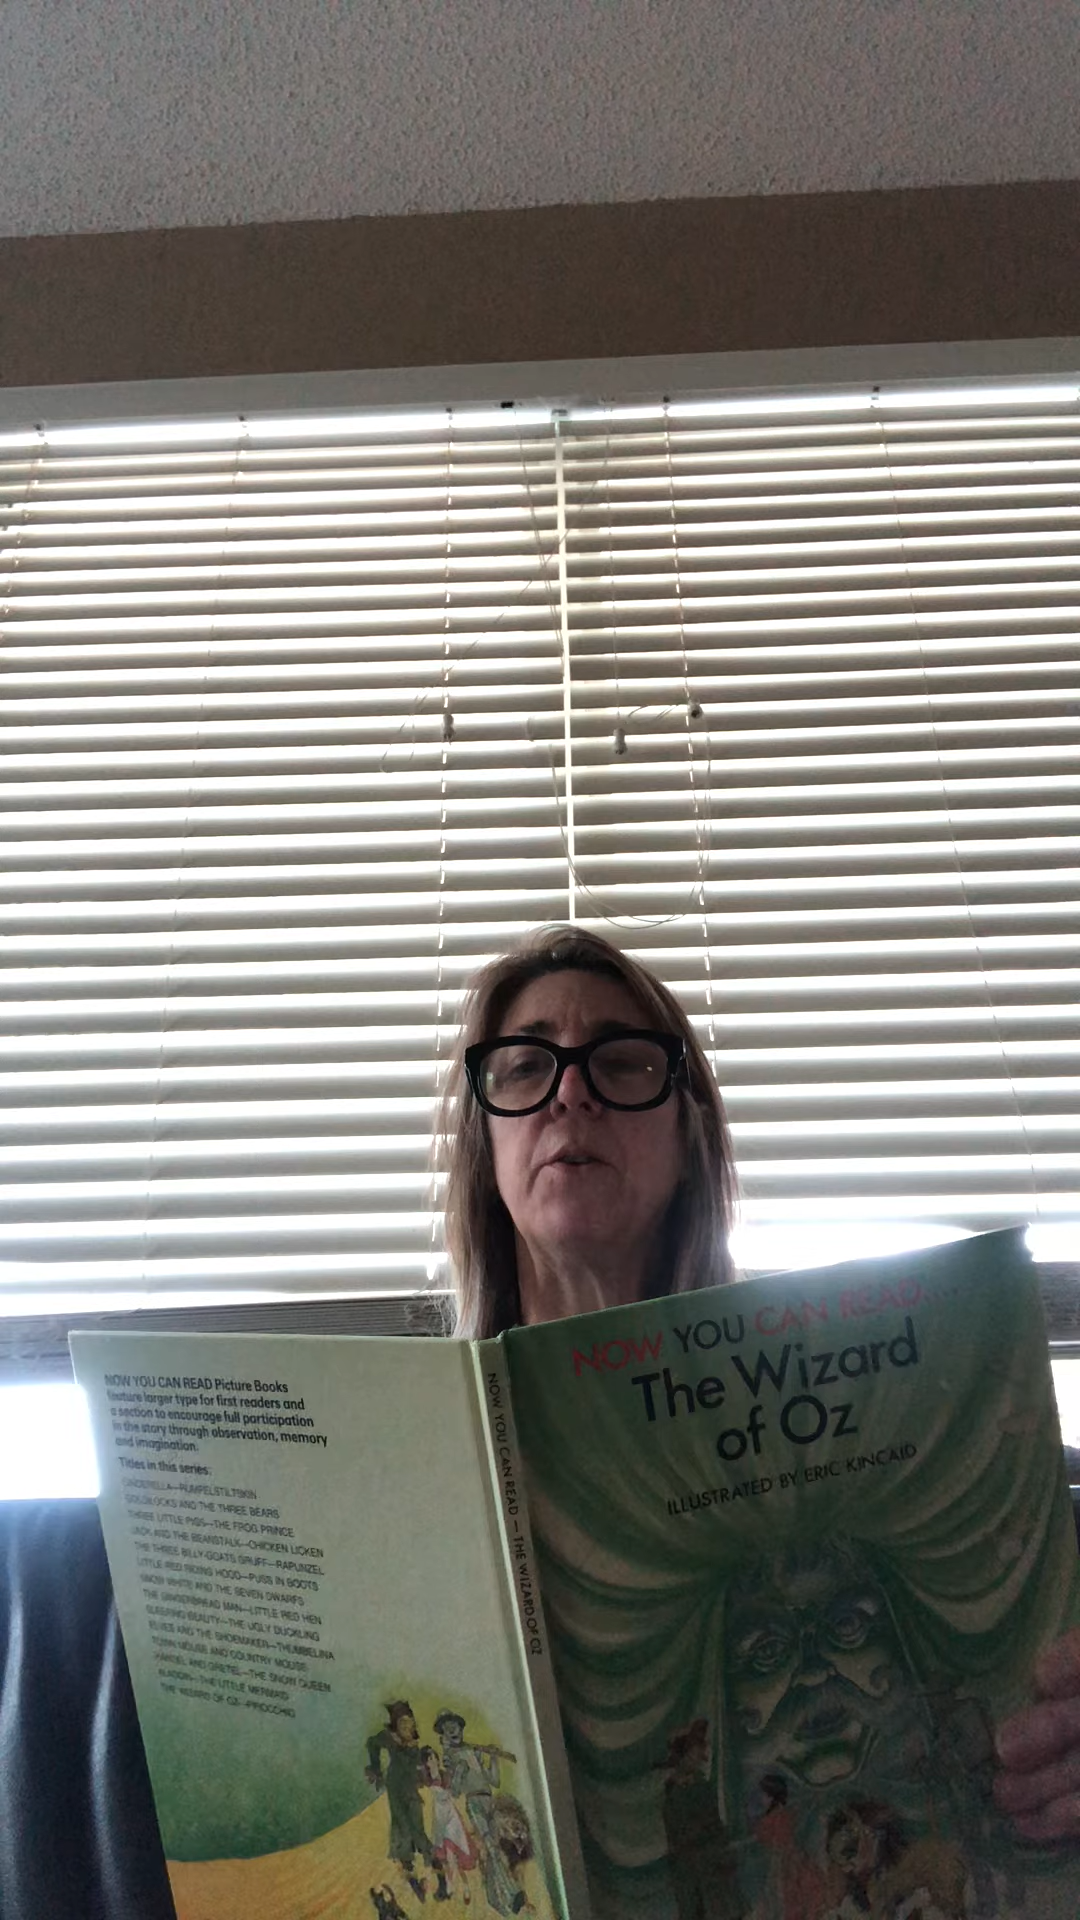 NOW YOU CAN READ Picture Books
feature larger type for first readers and
a section to encourage full participation
in the story through observation, memory
and imagination.
Titles in this series:
CINDERELLA—RUMPELSTILTSKIN
GOLDILOCKS AND THE THREE BEARS
THREE LITTLE PIGS—THE FROG PRINCE
JACK AND THE BEANSTALK—CHICKEN LICKEN
THE THREE BILLY-GOATS GRUFF—RAPUNZEL
LITTLE RED RIDING HOOD—PUSS IN BOOTS
SNOW WHITE AND THE SEVEN DWARFS
THE GINGERBREAD MAN—LITTLE RED HEN
SLEEPING BEAUTY—THE UGLY DUCKLING
ELVES AND THE SHOEMAKER—THUMBELINA
TOWN MOUSE AND COUNTRY MOUSE
HANSEL AND GRETEL—THE SNOW QUEEN
ALADDIN—THE LITTLE MERMAID
THE WIZARD OF OZ—PINOCCHIO
NOW YOU CAN READ — THE WIZARD OF OZ
NOW YOU CAN READ....
The Wizard
of Oz
ILLUSTRATED BY ERIC KINCAID